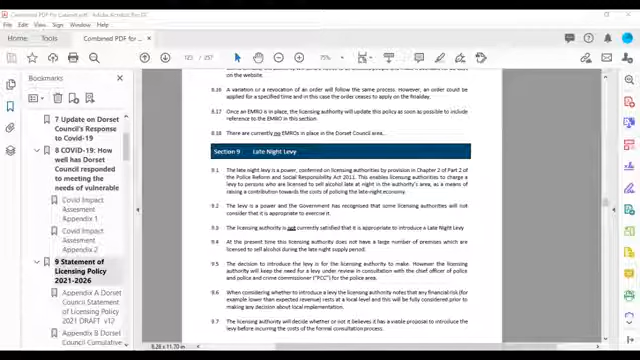 Combined PDF for Cabinet.pdf - Adobe Acrobat Pro DC
File Edit View Sign Window Help
Home Tools Combined PDF for ...
123 / 257
75%
Bookmarks
7 Update on Dorset
Council's Response
to Covid-19
8 COVID-19: How well
has Dorset Council
responded to meeting
the needs of vulnerable
Covid Impact
Assesment
Appendix 1
Covid Impact
Assesment
Appendix 2
9 Statement of
Licensing Policy
2021-2026
Appendix A Dorset
Council Statement
of Licensing Policy
2021 DRAFT v12
Appendix B Dorset
Council Cumulative
on the website.
8.16 A variation or a revocation of an order will follow the same process. However, an order could
be applied for a specified time and in this case the order ceases to apply on the final day.
8.17 Once an EMRO is in place, the licensing authority will update this policy as soon as possible to include
reference to the EMRO in this section.
8.18 There are currently no EMROs in place in the Dorset Council area.
Section 9 Late Night Levy
9.1 The late night levy is a power, conferred on licensing authorities by provision in Chapter 2 of Part 2 of
the Police Reform and Social Responsibility Act 2011. This enables licensing authorities to charge a
levy to persons who are licensed to sell alcohol late at night in the authority's area, as a means of
raising a contribution towards the costs of policing the late-night economy.
9.2 The levy is a power and the Government has recognised that some licensing authorities will not
consider that it is appropriate to exercise it.
9.3 The licensing authority is not currently satisfied that it is appropriate to introduce a Late Night Levy
9.4 At the present time this licensing authority does not have a large number of premises which are
licensed to sell alcohol during the late night supply period.
9.5 The decision to introduce the levy is for the licensing authority to make. However the licensing
authority will keep the need for a levy under review in consultation with the chief officer of police
and police and crime commissioner ("PCC") for the police area.
9.6 When considering whether to introduce a levy the licensing authority notes that any financial risk (for
example lower than expected revenue) rests at a local level and this will be fully considered prior to
making any decision about local implementation.
9.7 The licensing authority will decide whether or not it believes it has a viable proposal to introduce the
levy before incurring the costs of the formal consultation process.
8.26 x 11.70 in